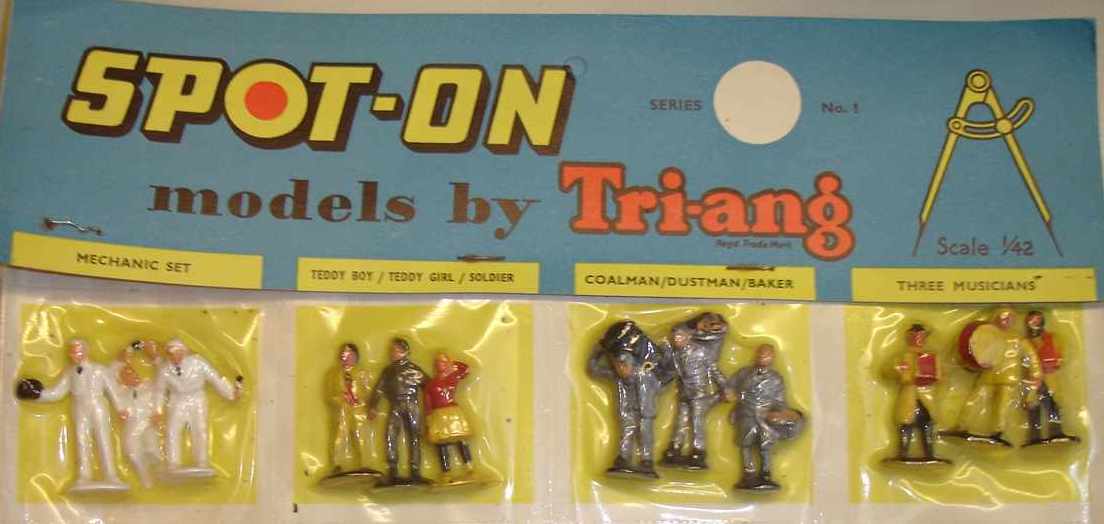 SPOT-ON
SERIES No. 1
models by Tri-ang
Regd. Trade Mark
Scale 1/42
MECHANIC SET
TEDDY BOY / TEDDY GIRL / SOLDIER
COALMAN/DUSTMAN/BAKER
THREE MUSICIANS